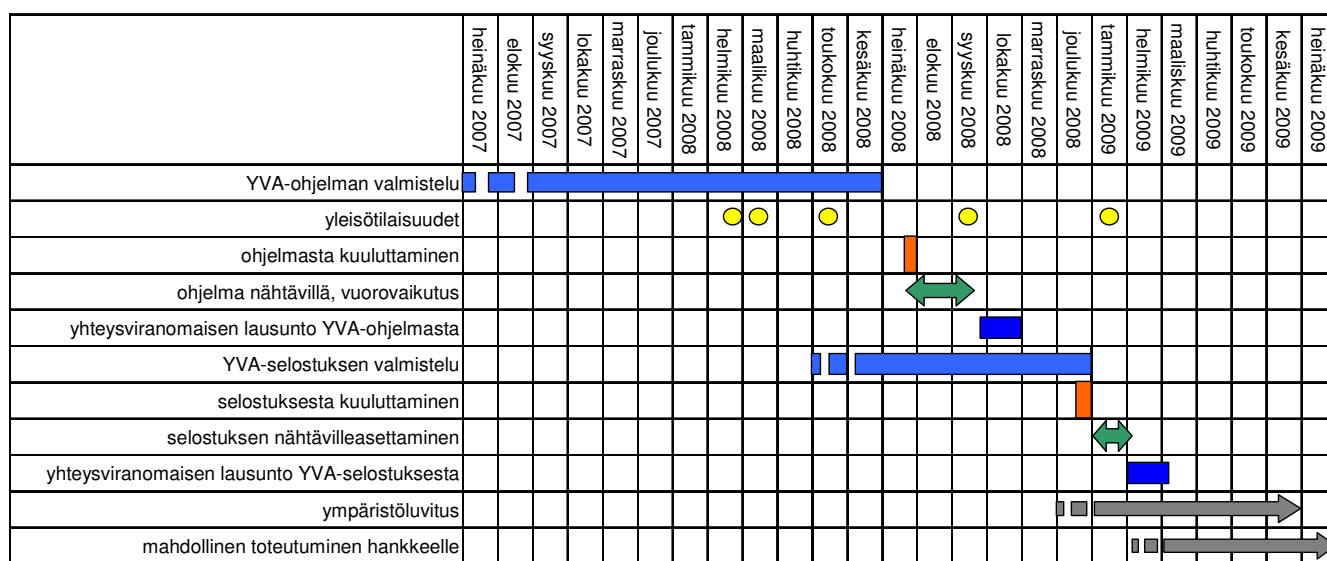 heinäkuu 2007
elokuu 2007
syyskuu 2007
lokakuu 2007
marraskuu 2007
joulukuu 2007
tammikuu 2008
helmikuu 2008
maalikuu 2008
huhtikuu 2008
toukokuu 2008
kesäkuu 2008
heinäkuu 2008
elokuu 2008
syyskuu 2008
lokakuu 2008
marraskuu 2008
joulukuu 2008
tammikuu 2009
helmikuu 2009
maaliskuu 2009
huhtikuu 2009
toukokuu 2009
kesäkuu 2009
heinäkuu 2009
YVA-ohjelman valmistelu
yleisötilaisuudet
ohjelmasta kuuluttaminen
ohjelma nähtävillä, vuorovaikutus
yhteysviranomaisen lausunto YVA-ohjelmasta
YVA-selostuksen valmistelu
selostuksesta kuuluttaminen
selostuksen nähtävilleasettaminen
yhteysviranomaisen lausunto YVA-selostuksesta
ympäristöluvitus
mahdollinen toteutuminen hankkeelle